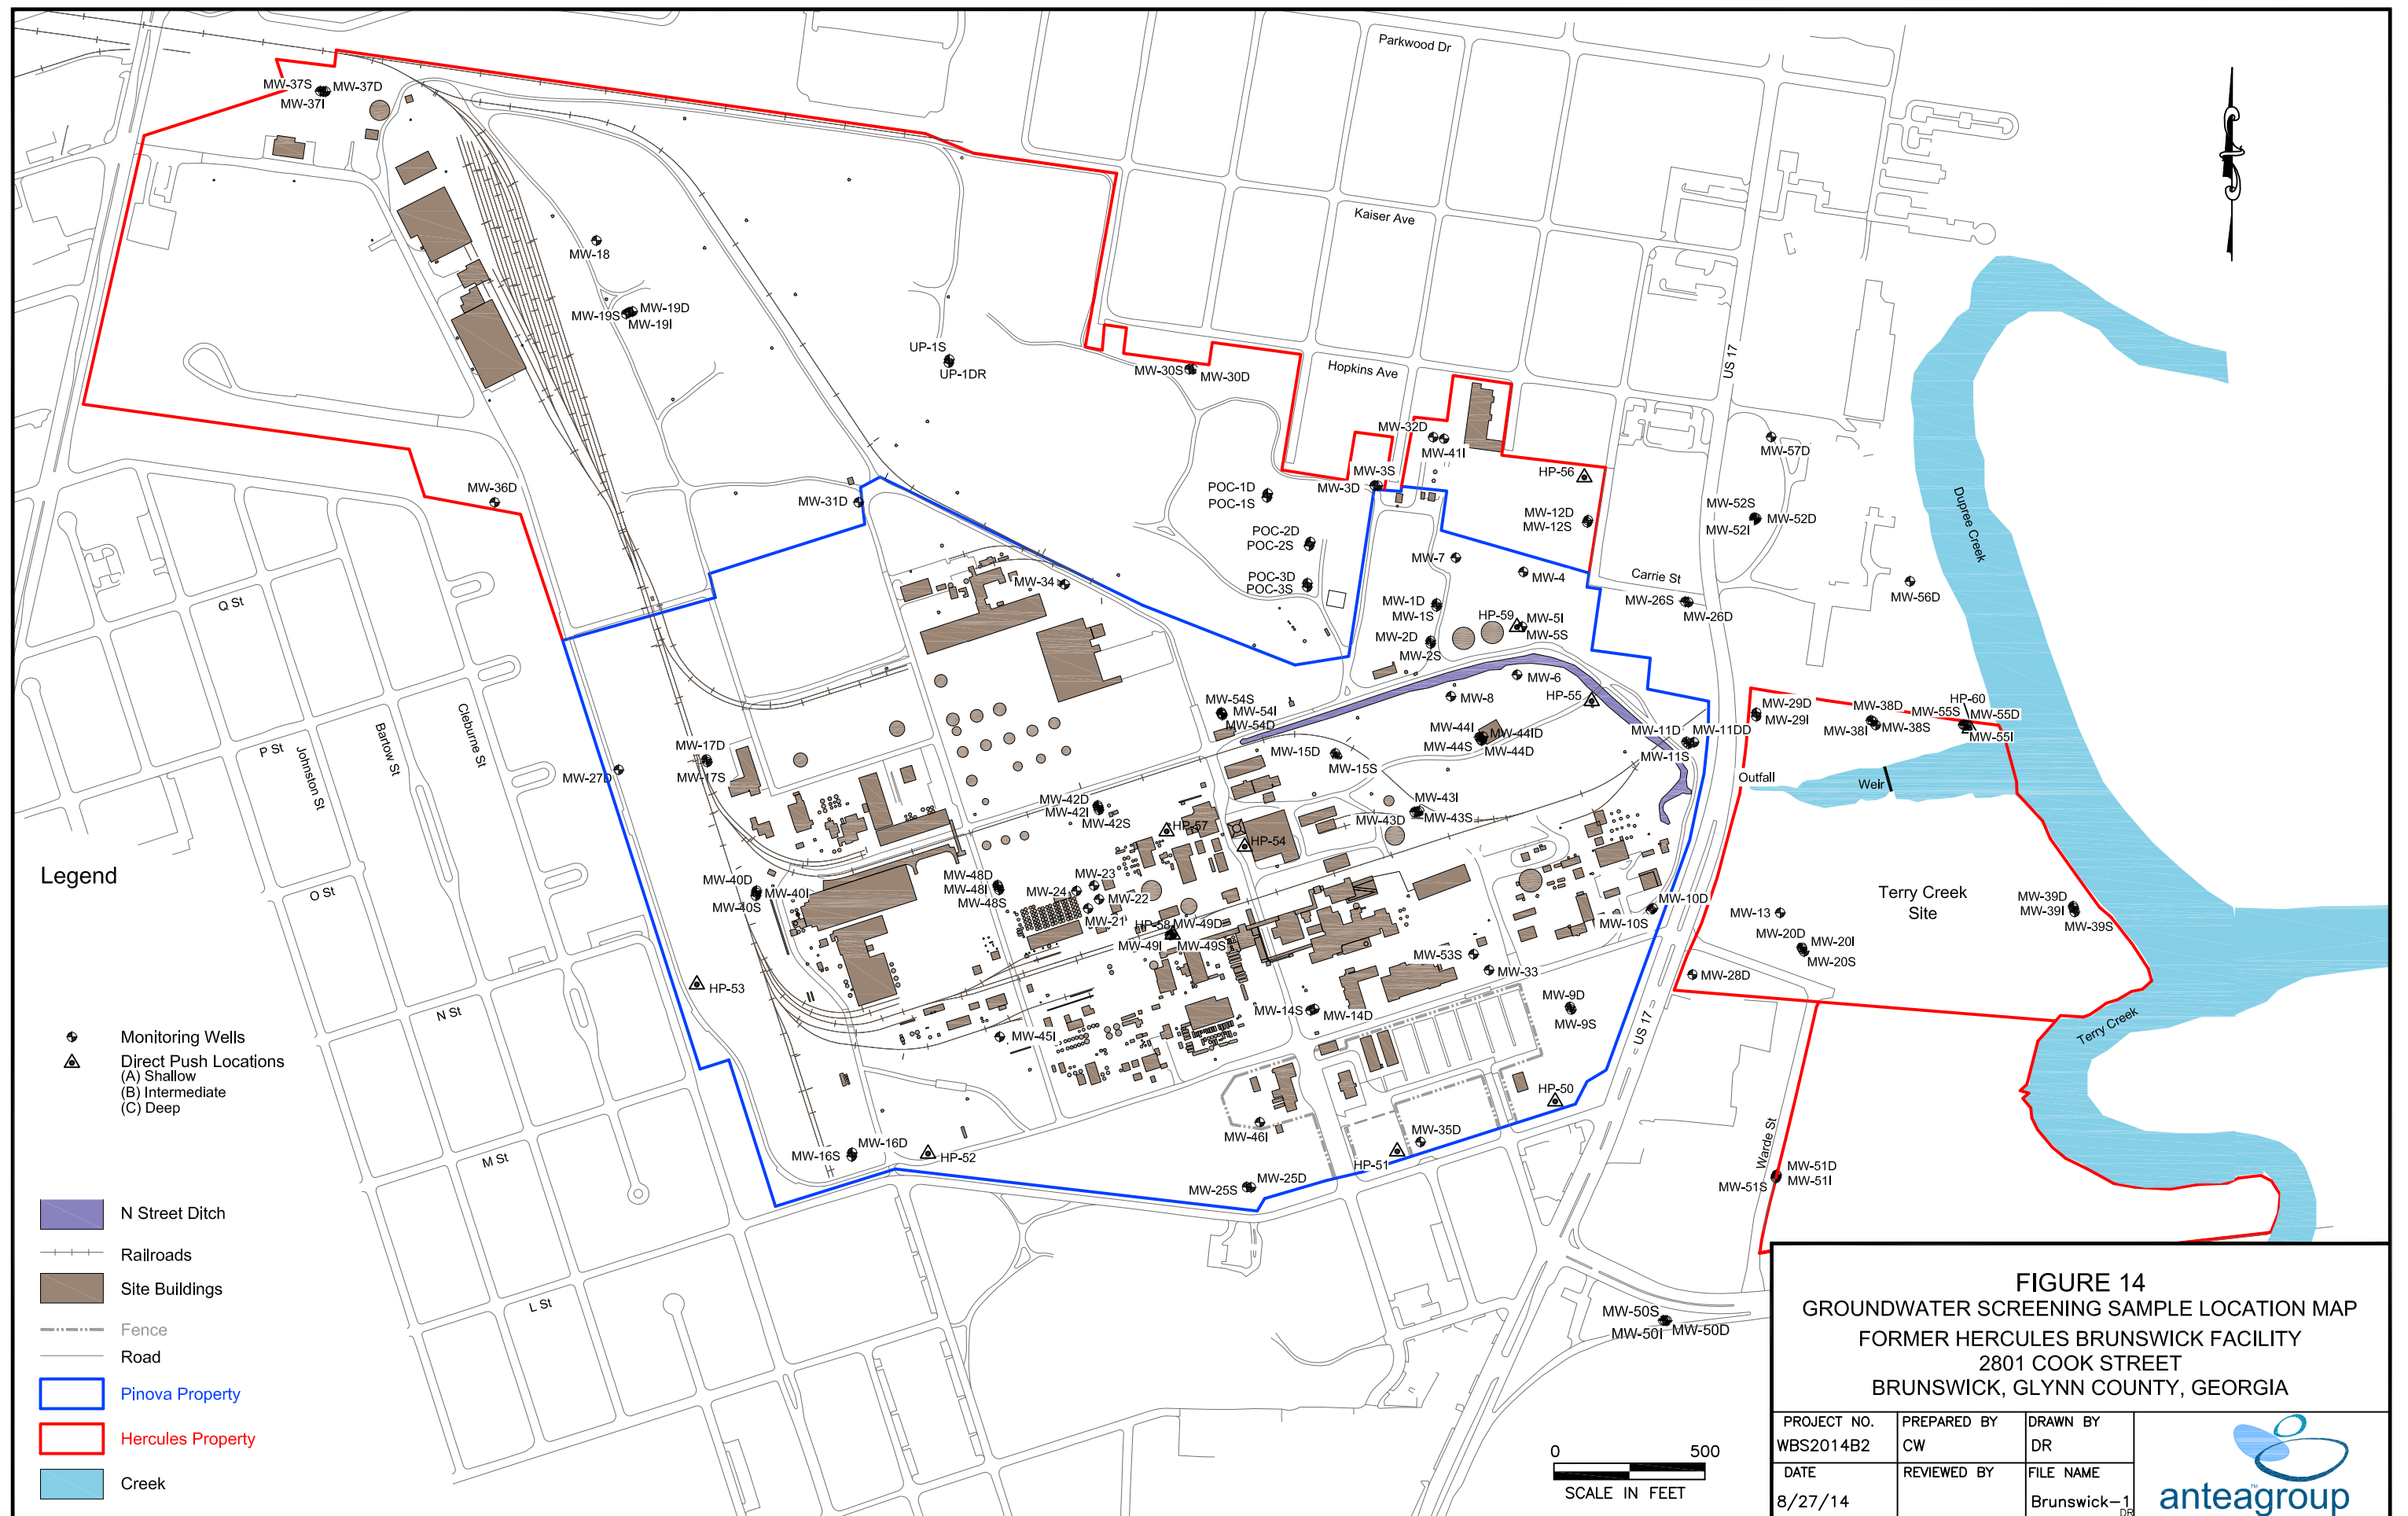 Parkwood Dr
MW-37S
MW-37D
MW-37I
Kaiser Ave
MW-18
MW-19S
MW-19D
MW-19I
UP-1S
UP-1DR
MW-30S
MW-30D
Hopkins Ave
US 17
MW-32D
MW-41I
MW-57D
MW-3S
MW-3D
HP-56
MW-36D
MW-31D
POC-1D
POC-1S
MW-12D
MW-12S
MW-52S
MW-52I
MW-52D
Dupree Creek
POC-2D
POC-2S
MW-7
MW-4
MW-34
POC-3D
POC-3S
Carrie St
MW-56D
MW-1D
MW-1S
MW-26S
MW-26D
HP-59
MW-5I
MW-5S
Q St
MW-2D
MW-2S
MW-6
MW-8
HP-55
MW-54S
MW-54I
MW-54D
MW-29D
MW-29I
MW-38D
MW-38I
MW-38S
HP-60
MW-55S
MW-55D
MW-55I
P St
Johnston St
Bartow St
Cleburne St
MW-17D
MW-17S
MW-27D
MW-15D
MW-15S
MW-44I
MW-44ID
MW-44S
MW-44D
MW-11D
MW-11DD
MW-11S
Outfall
Weir
MW-42D
MW-42I
MW-42S
HP-57
HP-54
MW-43I
MW-43D
MW-43S
Legend
O St
MW-40D
MW-40I
MW-40S
MW-48D
MW-48I
MW-48S
MW-24
MW-23
MW-22
MW-21
HP-58
MW-49D
MW-49I
MW-49S
MW-10D
MW-10S
Terry Creek
Site
MW-13
MW-20D
MW-20I
MW-20S
MW-39D
MW-39I
MW-39S
MW-53S
MW-33
MW-28D
HP-53
N St
MW-14S
MW-14D
MW-9D
MW-9S
US 17
Terry Creek
MW-45I
Monitoring Wells
Direct Push Locations
(A) Shallow
(B) Intermediate
(C) Deep
HP-50
MW-46I
MW-35D
HP-51
MW-16D
MW-16S
HP-52
M St
MW-25S
MW-25D
Warde St
MW-51D
MW-51S
MW-51I
N Street Ditch
Railroads
Site Buildings
L St
Fence
Road
Pinova Property
Hercules Property
Creek
MW-50S
MW-50I
MW-50D
0 500
SCALE IN FEET
FIGURE 14
GROUNDWATER SCREENING SAMPLE LOCATION MAP
FORMER HERCULES BRUNSWICK FACILITY
2801 COOK STREET
BRUNSWICK, GLYNN COUNTY, GEORGIA
PROJECT NO. PREPARED BY DRAWN BY
WBS2014B2 CW DR
DATE REVIEWED BY FILE NAME
8/27/14 Brunswick-1
DR
anteagroup
TM